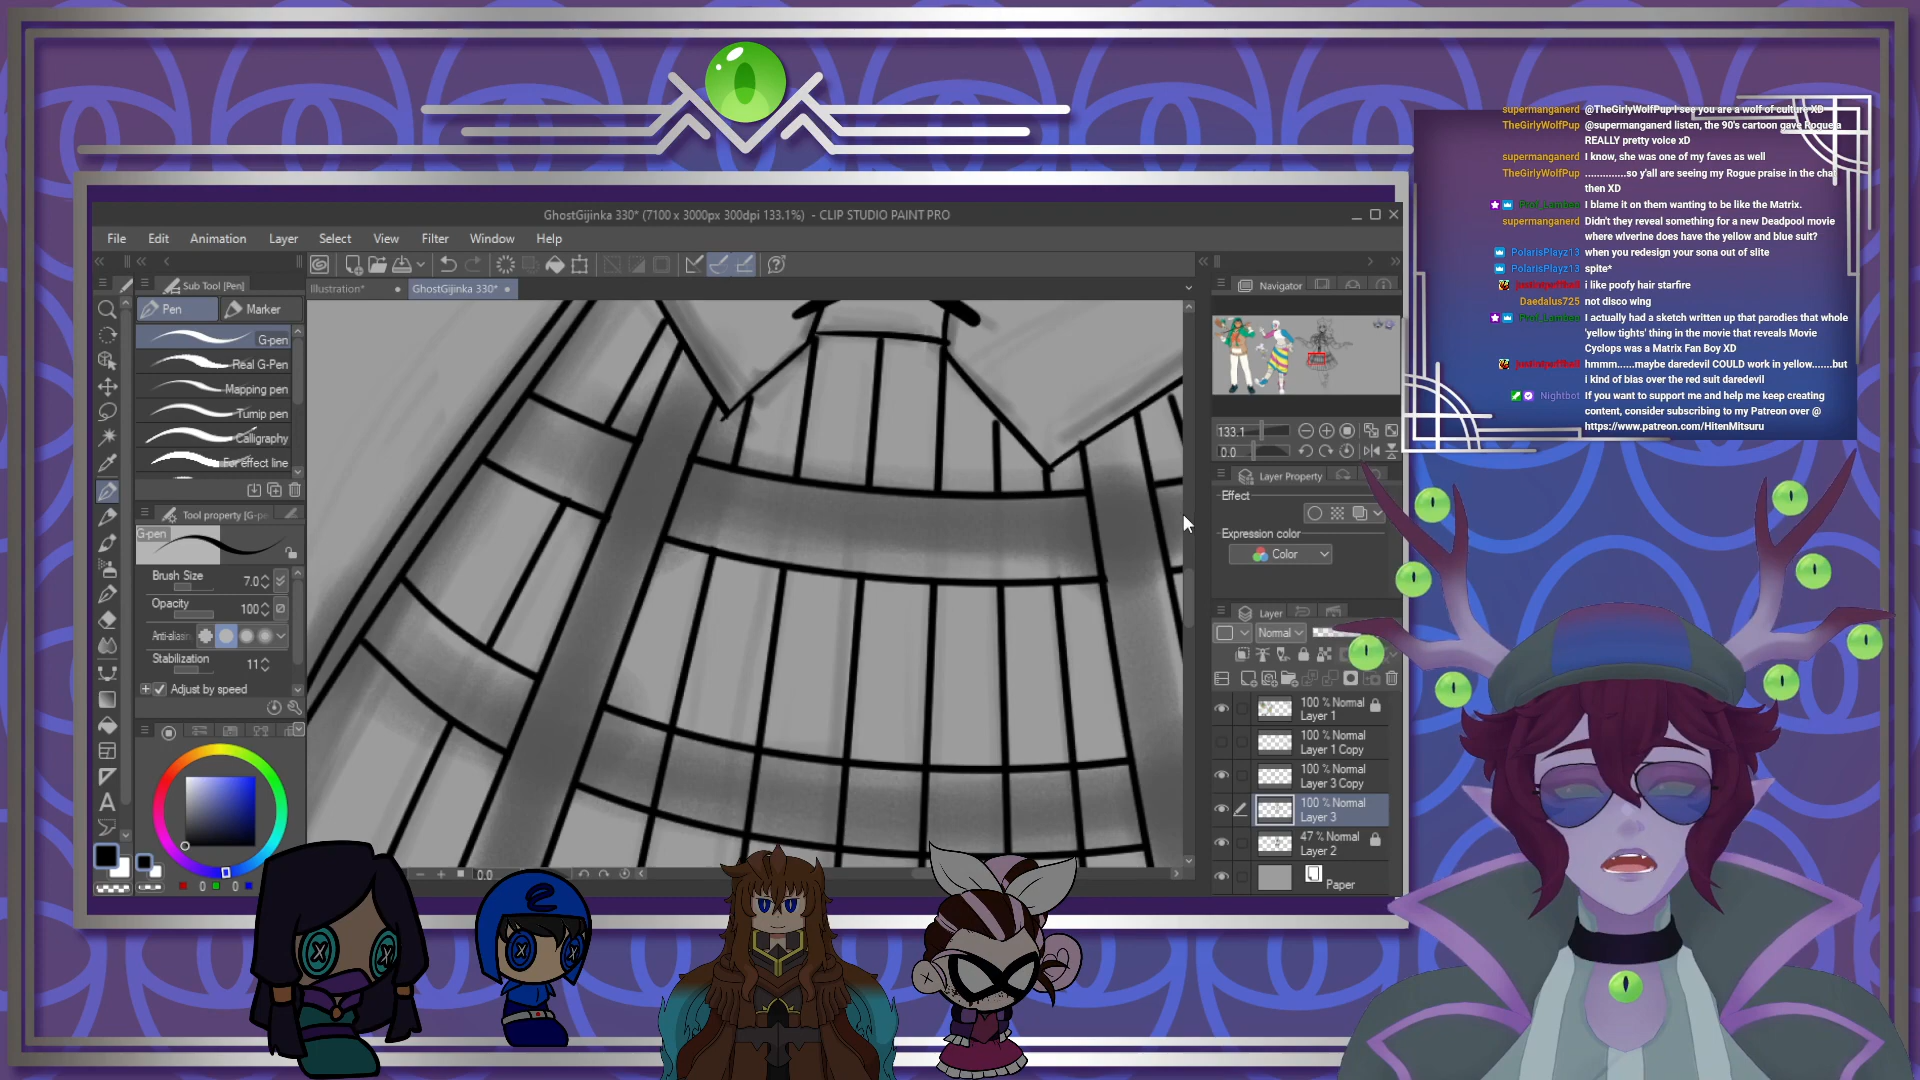 supermanganerd @TheGirlyWolfPup i see you are a wolf of culture XD
TheGirlyWolfPup @supermanganerd listen, the 90's cartoon gave Rogue a
REALLY pretty voice xD
supermanganerd I know, she was one of my faves as well
TheGirlyWolfPup ..............so y'all are seeing my Rogue praise in the chat
then XD
I blame it on them wanting to be like the Matrix.
supermanganerd Didn't they reveal something for a new Deadpool movie
where wlverine does have the yellow and blue suit?
PolarisPlayz13 when you redesign your sona out of slite
PolarisPlayz13 spite*
i like poofy hair starfire
Daedalus725 not disco wing
I actually had a sketch written up that parodies that whole
'yellow tights' thing in the movie that reveals Movie
Cyclops was a Matrix Fan Boy XD
hmmm......maybe daredevil COULD work in yellow.......but
i kind of bias over the red suit daredevil
Nightbot If you want to support me and help me keep creating
content, consider subscribing to my Patreon over @
https://www.patreon.com/HitenMitsuru
GhostGijinka 330* (7100 x 3000px 300dpi 133.1%) - CLIP STUDIO PAINT PRO
File Edit Animation Layer Select View Filter Window Help
Sub Tool [Pen]
Illustration* GhostGijinka 330*
Navigator
Pen Marker
G-pen
Real G-Pen
Mapping pen
Turnip pen
Calligraphy
For effect line
133.1
0.0
Layer Property
Effect
Expression color
Color
Tool property [G-pe
G-pen
Brush Size 7.0
Opacity 100
Anti-aliasin
Stabilization 11
Adjust by speed
Layer
Normal
100 % Normal
Layer 1
100 % Normal
Layer 1 Copy
100 % Normal
Layer 3 Copy
100 % Normal
Layer 3
47 % Normal
Layer 2
Paper
0.0
0 0
A